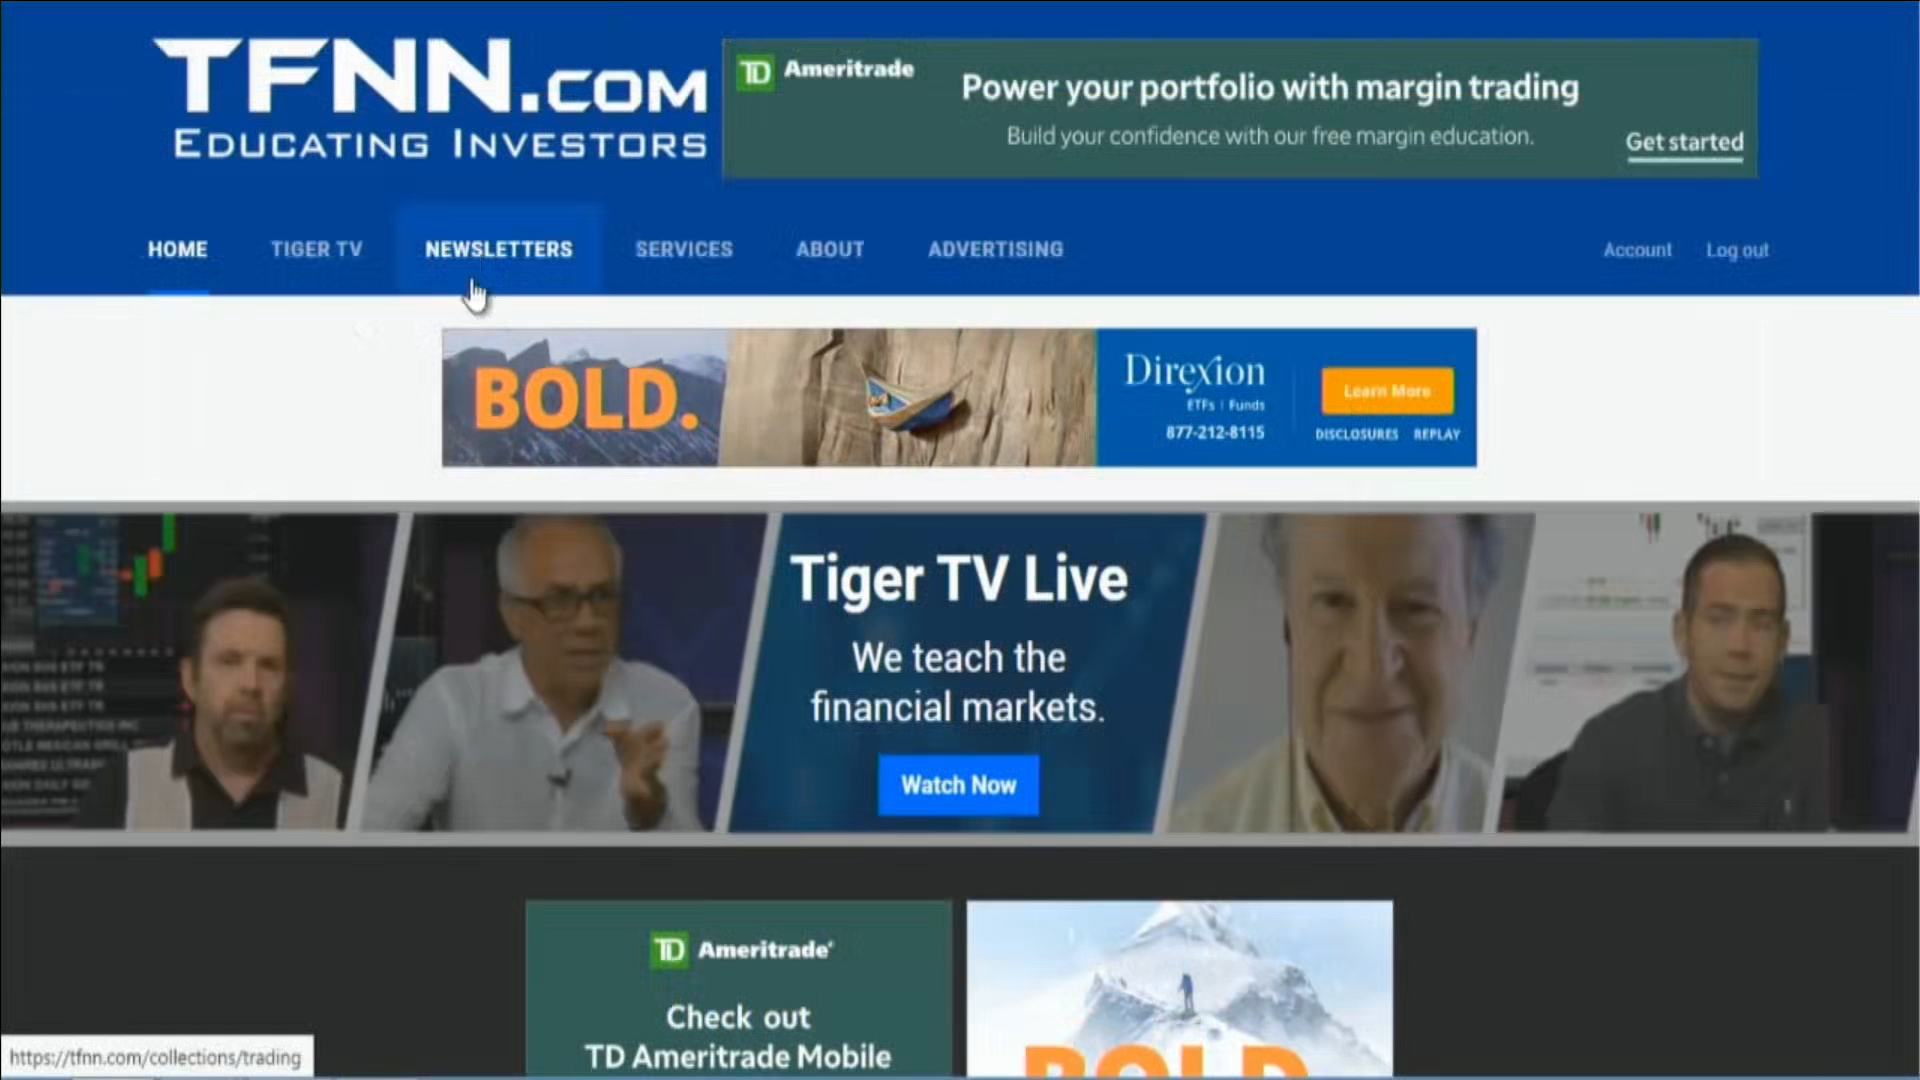 TFNN.COM
EDUCATING INVESTORS
TD Ameritrade
Power your portfolio with margin trading
Build your confidence with our free margin education.
Get started
HOME TIGER TV NEWSLETTERS SERVICES ABOUT ADVERTISING Account Log out
BOLD.
Direxion
ETFs | Funds
877-212-8115
Learn More
DISCLOSURES REPLAY
Tiger TV Live
We teach the
financial markets.
Watch Now
TD Ameritrade
Check out
TD Ameritrade Mobile
BOLD
https://tfnn.com/collections/trading